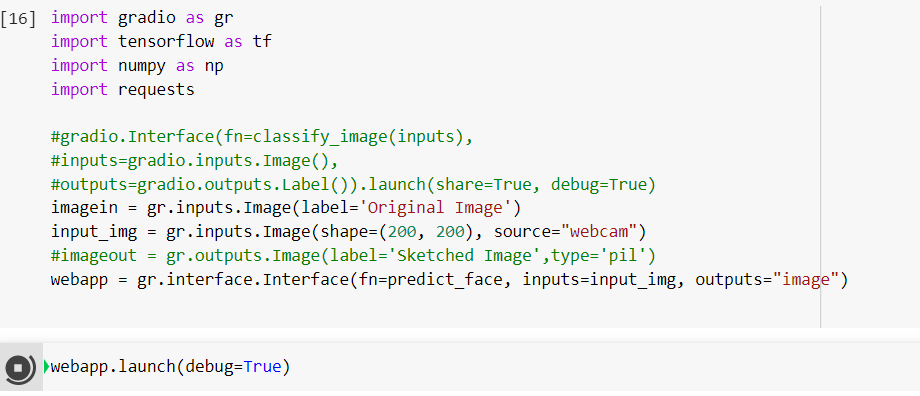 [16] import gradio as gr
import tensorflow as tf
import numpy as np
import requests
#gradio.Interface(fn=classify_image(inputs),
#inputs=gradio.inputs.Image(),
#outputs=gradio.outputs.Label()).launch(share=True, debug=True)
imagein = gr.inputs.Image(label='Original Image')
input_img = gr.inputs.Image(shape=(200, 200), source="webcam")
#imageout = gr.outputs.Image(label='Sketched Image',type='pil')
webapp = gr.interface.Interface(fn=predict_face, inputs=input_img, outputs="image")
webapp.launch(debug=True)